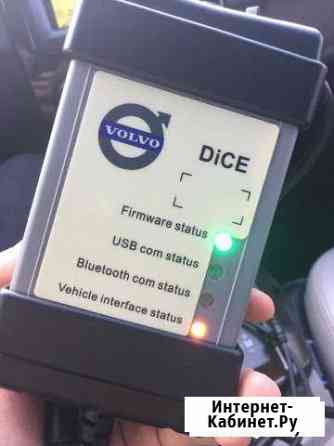 VOLVO
DiCE
Firmware status
USB com status
Bluetooth com status
Vehicle interface status
Интернет-
Кабинет.Ру